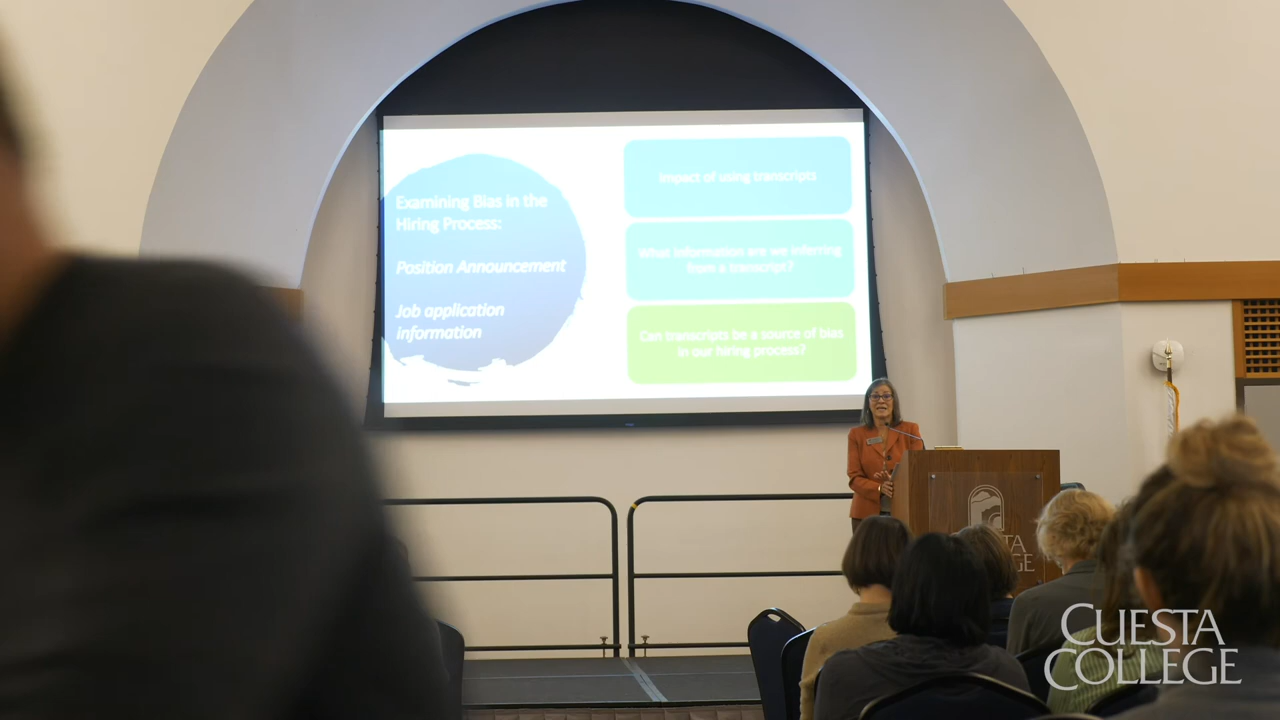 Examining Bias in the
Hiring Process:
Position Announcement
Job application
information
Impact of using transcripts
What information are we inferring
from a transcript?
Can transcripts be a source of bias
in our hiring process?
CUESTA
COLLEGE